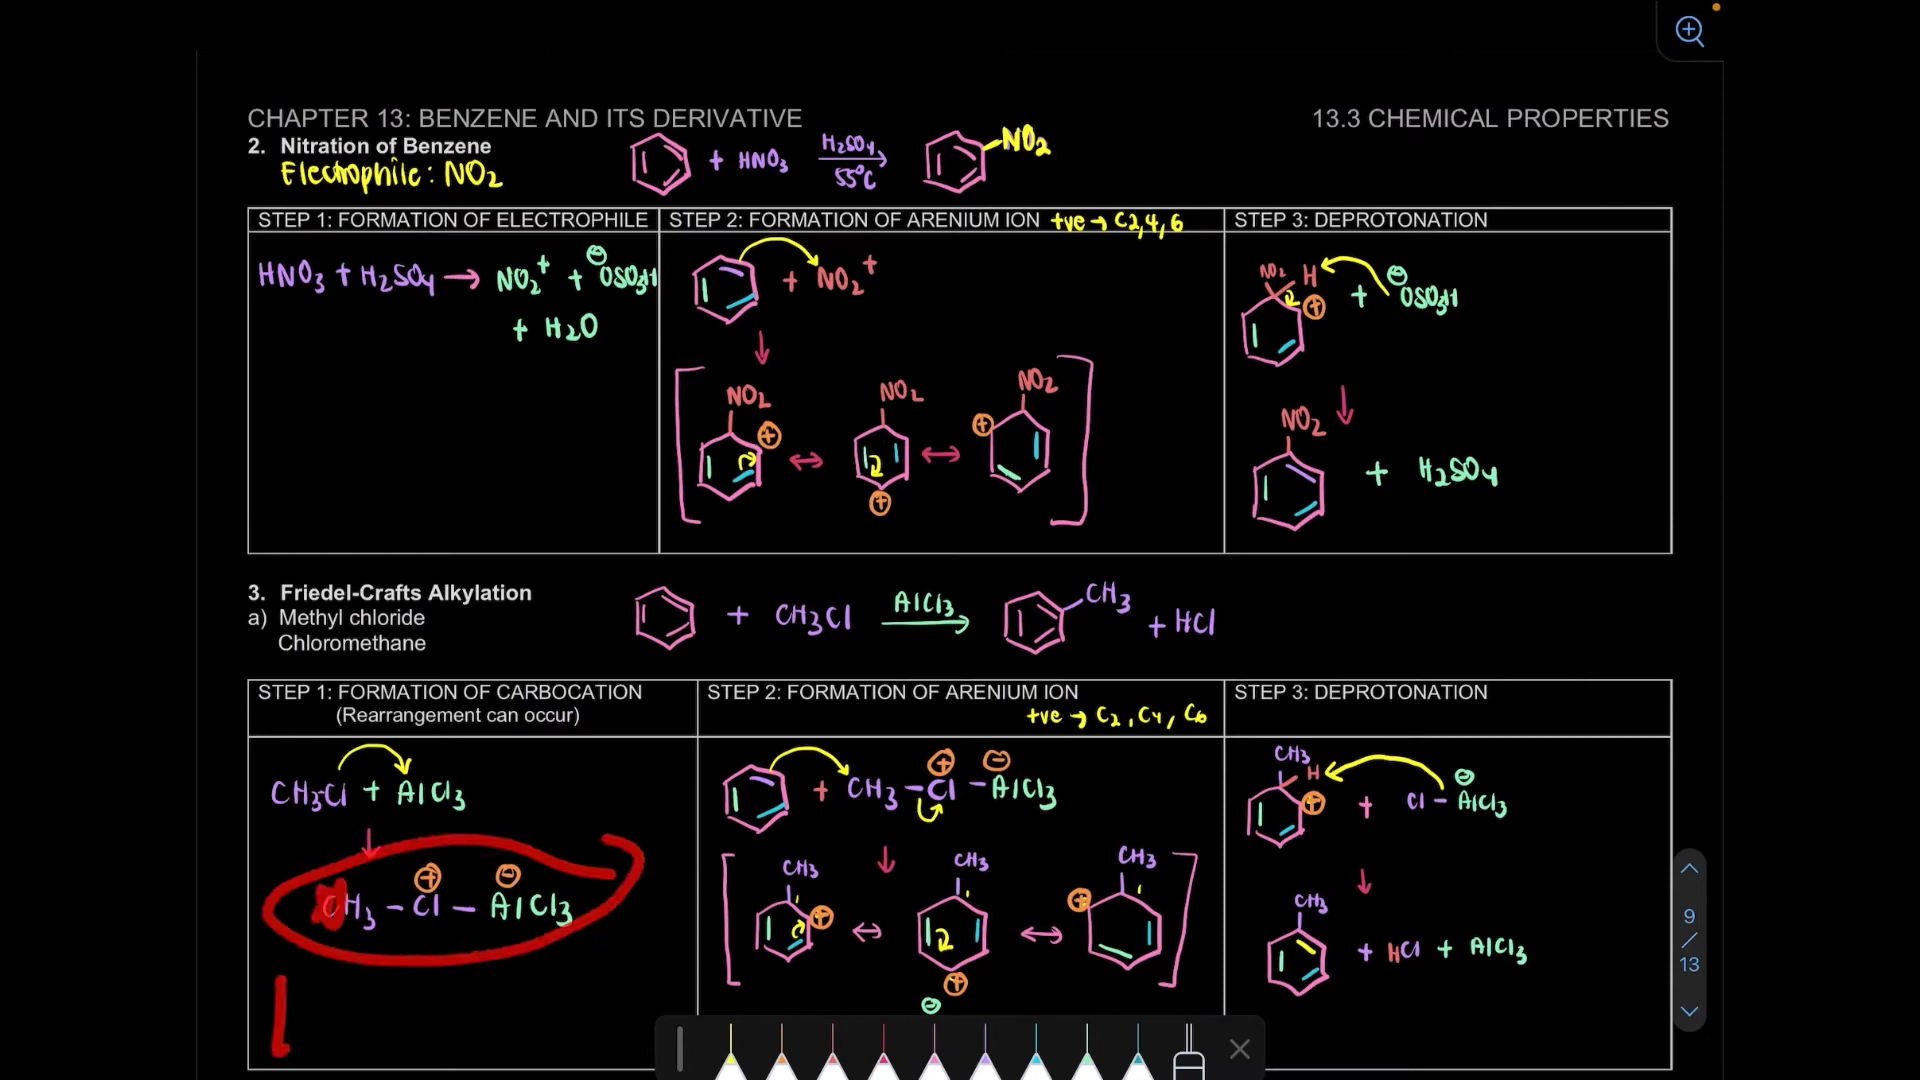 CHAPTER 13: BENZENE AND ITS DERIVATIVE
13.3 CHEMICAL PROPERTIES
2. Nitration of Benzene
Electrophile: NO2
+ HNO3
H2SO4
55°C
NO2
STEP 1: FORMATION OF ELECTROPHILE
STEP 2: FORMATION OF ARENIUM ION +ve → C2,4,6
STEP 3: DEPROTONATION
HNO3 + H2SO4 → NO2⁺ + ⊖OSO3H
+ H2O
+ NO2⁺
↓
NO2 ⊕ ↔ NO2 ⊕ ↔ NO2 ⊕
NO2 H ⊕ + ⊖OSO3H
↓
NO2 + H2SO4
3. Friedel-Crafts Alkylation
a) Methyl chloride
Chloromethane
+ CH3Cl
AlCl3
CH3
+ HCl
STEP 1: FORMATION OF CARBOCATION
(Rearrangement can occur)
STEP 2: FORMATION OF ARENIUM ION
+ve → C2, C4, C6
STEP 3: DEPROTONATION
CH3Cl + AlCl3
↓
⊕ ⊖
CH3 – Cl – AlCl3
⊕ ⊖
+ CH3 – Cl – AlCl3
↓
CH3 ⊕ ↔ CH3 ⊕ ↔ CH3 ⊕
⊖
CH3 H ⊕ + Cl – ⊖AlCl3
↓
CH3
+ HCl + AlCl3
9
/
13